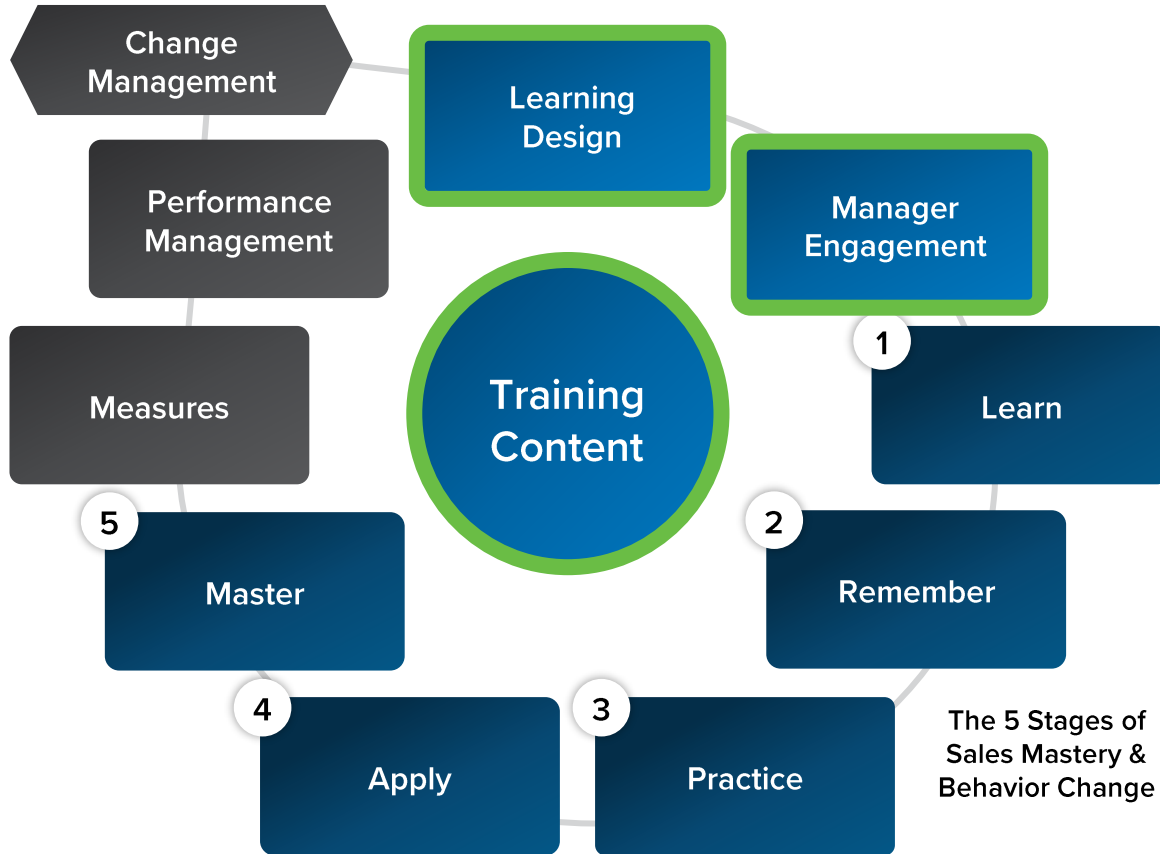 Change
Management
Learning
Design
Performance
Management
Manager
Engagement
Training
Content
1
Learn
Measures
2
Remember
5
Master
3
Practice
4
Apply
The 5 Stages of
Sales Mastery &
Behavior Change